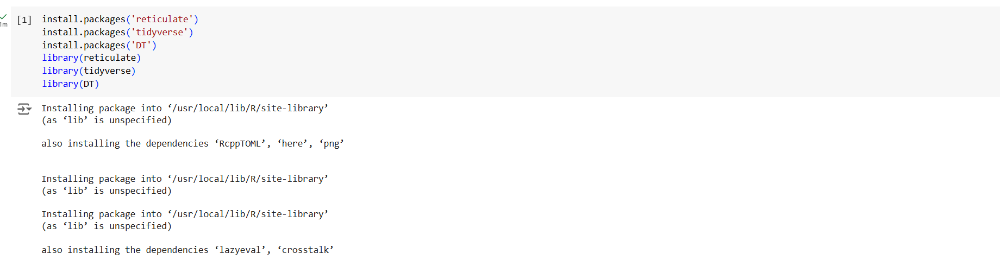 [1] install.packages('reticulate')
install.packages('tidyverse')
install.packages('DT')
library(reticulate)
library(tidyverse)
library(DT)
1m
Installing package into ‘/usr/local/lib/R/site-library’
(as ‘lib’ is unspecified)
also installing the dependencies ‘RcppTOML’, ‘here’, ‘png’
Installing package into ‘/usr/local/lib/R/site-library’
(as ‘lib’ is unspecified)
Installing package into ‘/usr/local/lib/R/site-library’
(as ‘lib’ is unspecified)
also installing the dependencies ‘lazyeval’, ‘crosstalk’